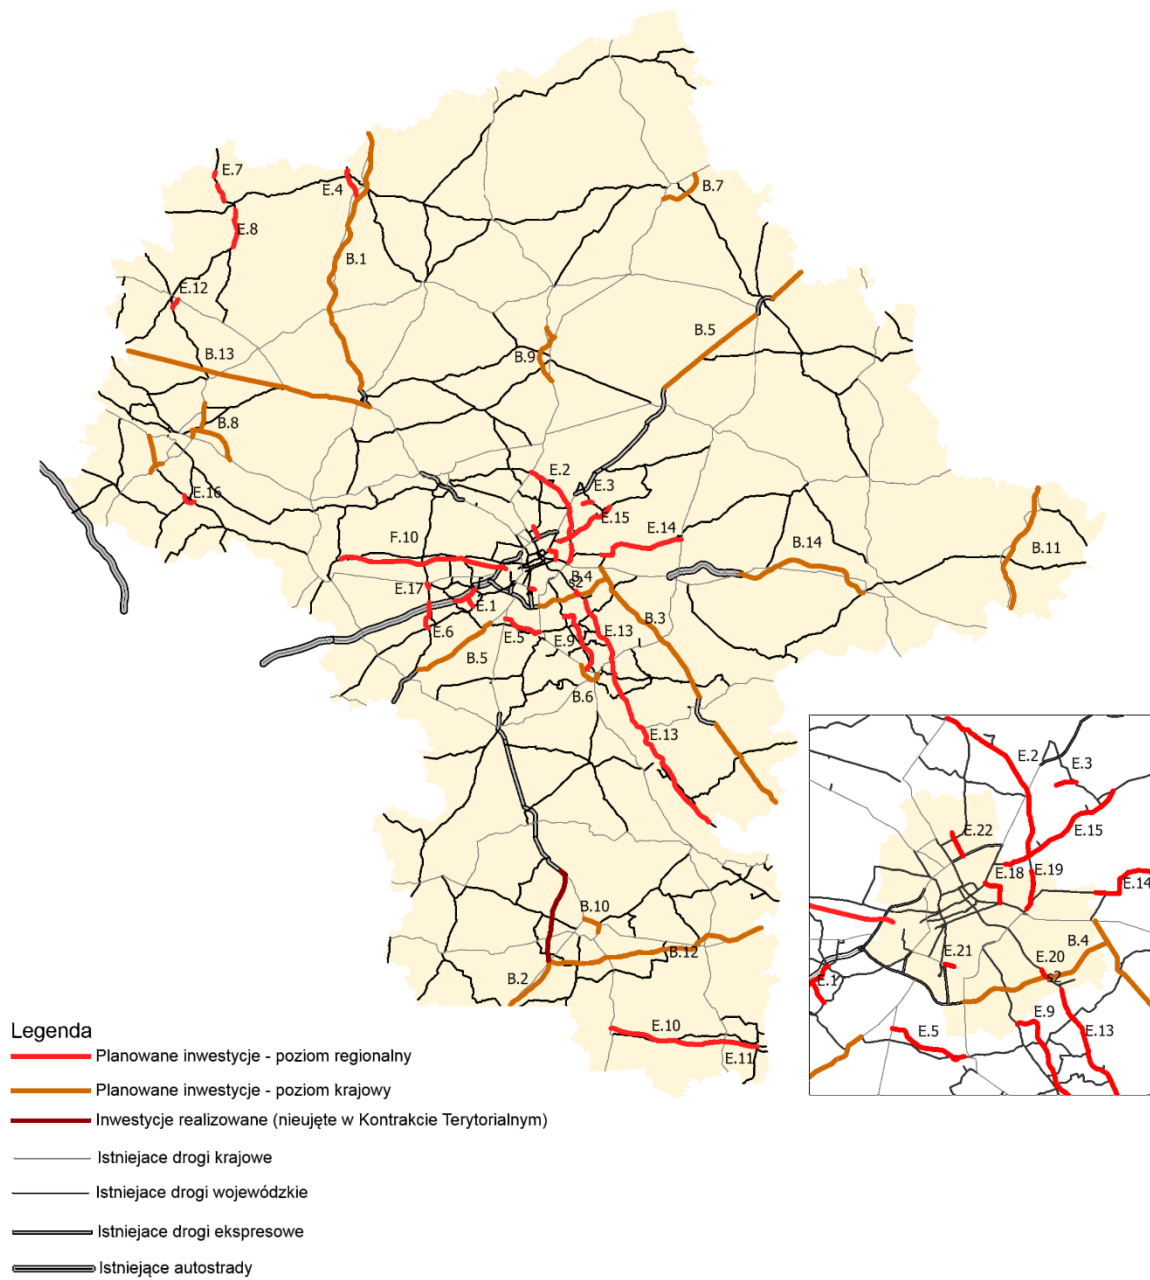 E.7
E.4
B.7
E.8
B.1
E.12
B.5
B.13
B.9
B.8
E.2
E.3
E.16
E.15
E.14
F.10
B.14
B.11
B.4
s2
E.17
E.1
B.3
E.6
E.5
E.9
E.13
B.5
B.6
E.13
E.2
E.3
E.22
E.15
E.18
E.19
E.14
B.4
E.21
E.20
s2
E.1
E.9
E.5
E.13
B.10
B.12
B.2
E.10
E.11
Legenda
Planowane inwestycje - poziom regionalny
Planowane inwestycje - poziom krajowy
Inwestycje realizowane (nieujęte w Kontrakcie Terytorialnym)
Istniejace drogi krajowe
Istniejace drogi wojewódzkie
Istniejace drogi ekspresowe
Istniejące autostrady